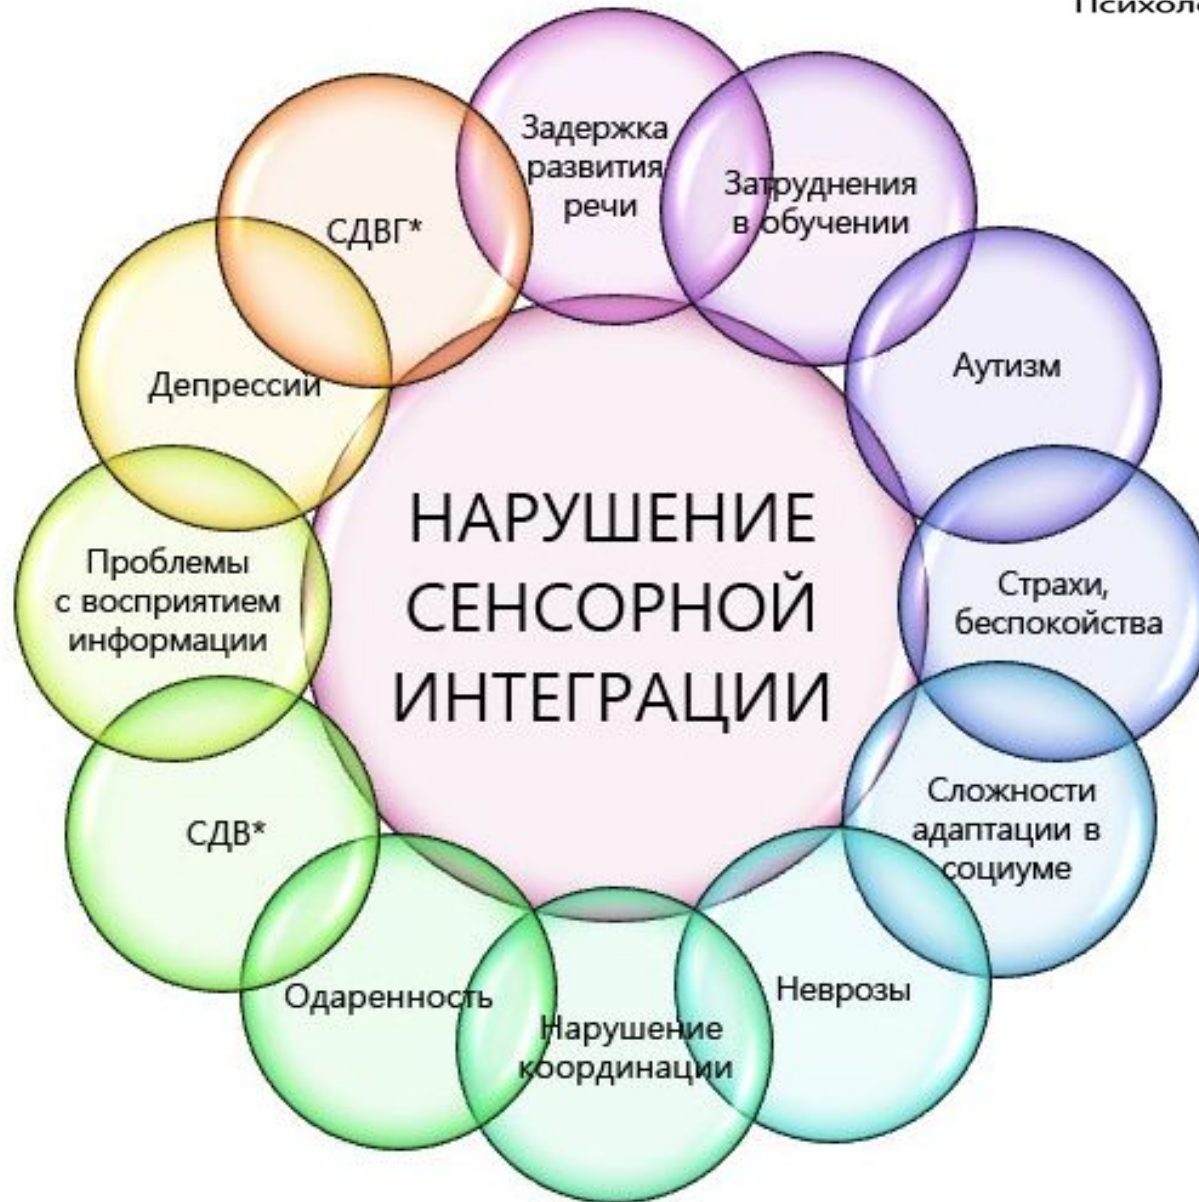 СДВГ*
Задержка
развития
речи
Затруднения
в обучении
Аутизм
Страхи,
беспокойства
Сложности
адаптации в
социуме
Неврозы
Нарушение
координации
Одаренность
СДВ*
Проблемы
с восприятием
информации
Депрессий
НАРУШЕНИЕ
СЕНСОРНОЙ
ИНТЕГРАЦИИ